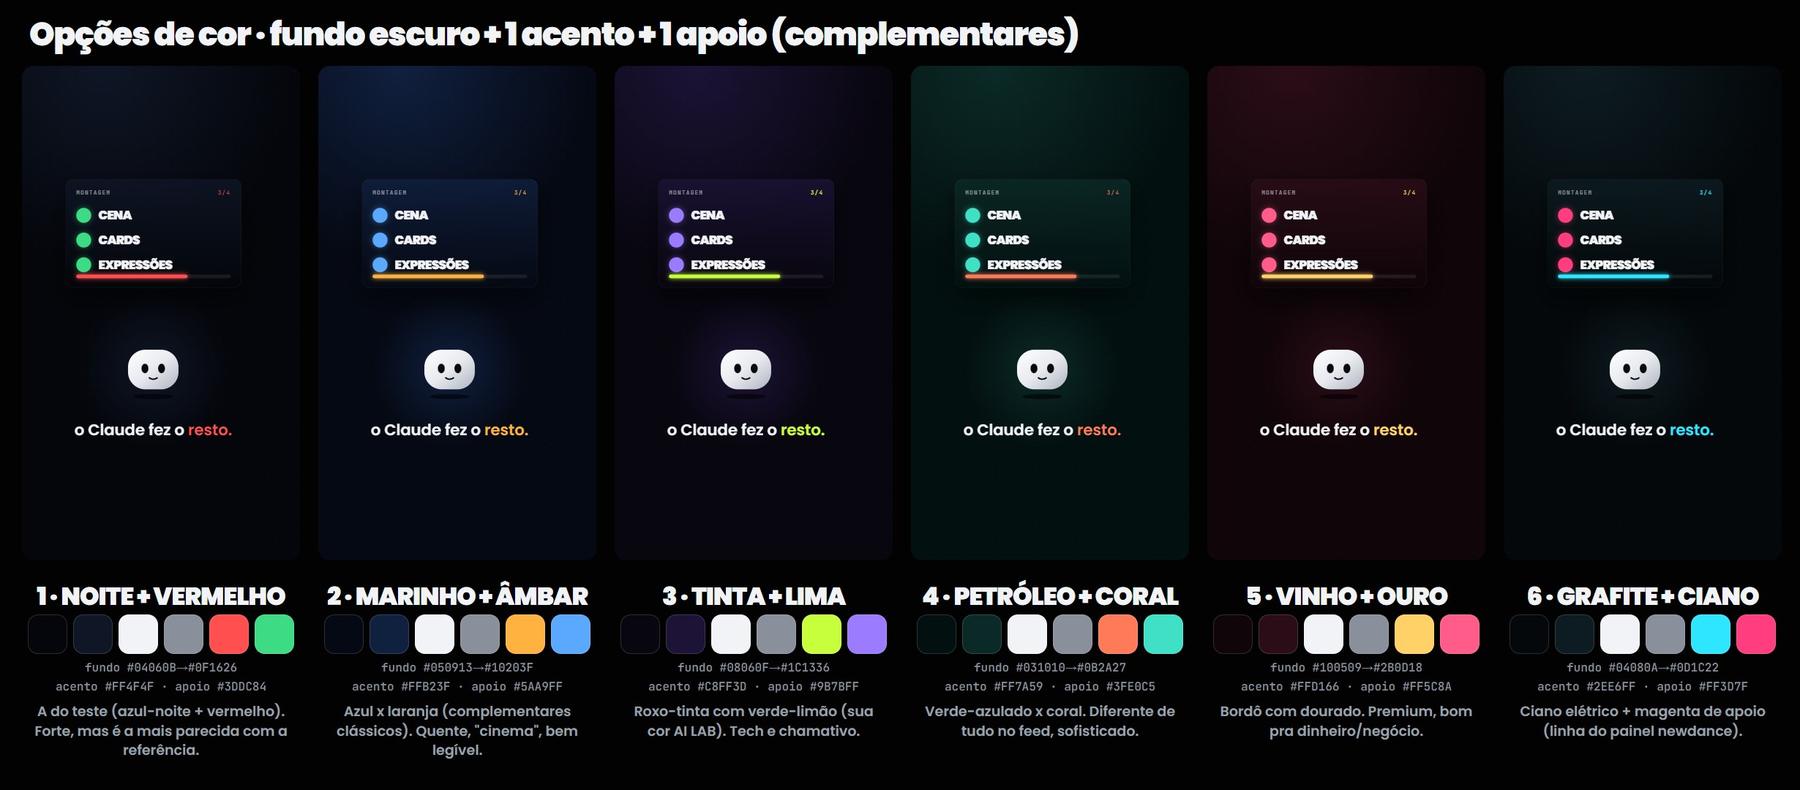 Opções de cor · fundo escuro + 1 acento + 1 apoio (complementares)
MONTAGEM 3/4
CENA
CARDS
EXPRESSÕES
o Claude fez o resto.
1 · NOITE + VERMELHO
fundo #04060B→#0F1626
acento #FF4F4F · apoio #3DDC84
A do teste (azul-noite + vermelho).
Forte, mas é a mais parecida com a
referência.
MONTAGEM 3/4
CENA
CARDS
EXPRESSÕES
o Claude fez o resto.
2 · MARINHO + ÂMBAR
fundo #050913→#10203F
acento #FFB23F · apoio #5AA9FF
Azul x laranja (complementares
clássicos). Quente, "cinema", bem
legível.
MONTAGEM 3/4
CENA
CARDS
EXPRESSÕES
o Claude fez o resto.
3 · TINTA + LIMA
fundo #08060F→#1C1336
acento #C8FF3D · apoio #9B7BFF
Roxo-tinta com verde-limão (sua
cor AI LAB). Tech e chamativo.
MONTAGEM 3/4
CENA
CARDS
EXPRESSÕES
o Claude fez o resto.
4 · PETRÓLEO + CORAL
fundo #031010→#0B2A27
acento #FF7A59 · apoio #3FE0C5
Verde-azulado x coral. Diferente de
tudo no feed, sofisticado.
MONTAGEM 3/4
CENA
CARDS
EXPRESSÕES
o Claude fez o resto.
5 · VINHO + OURO
fundo #100509→#2B0D18
acento #FFD166 · apoio #FF5C8A
Bordô com dourado. Premium, bom
pra dinheiro/negócio.
MONTAGEM 3/4
CENA
CARDS
EXPRESSÕES
o Claude fez o resto.
6 · GRAFITE + CIANO
fundo #04080A→#0D1C22
acento #2EE6FF · apoio #FF3D7F
Ciano elétrico + magenta de apoio
(linha do painel newdance).